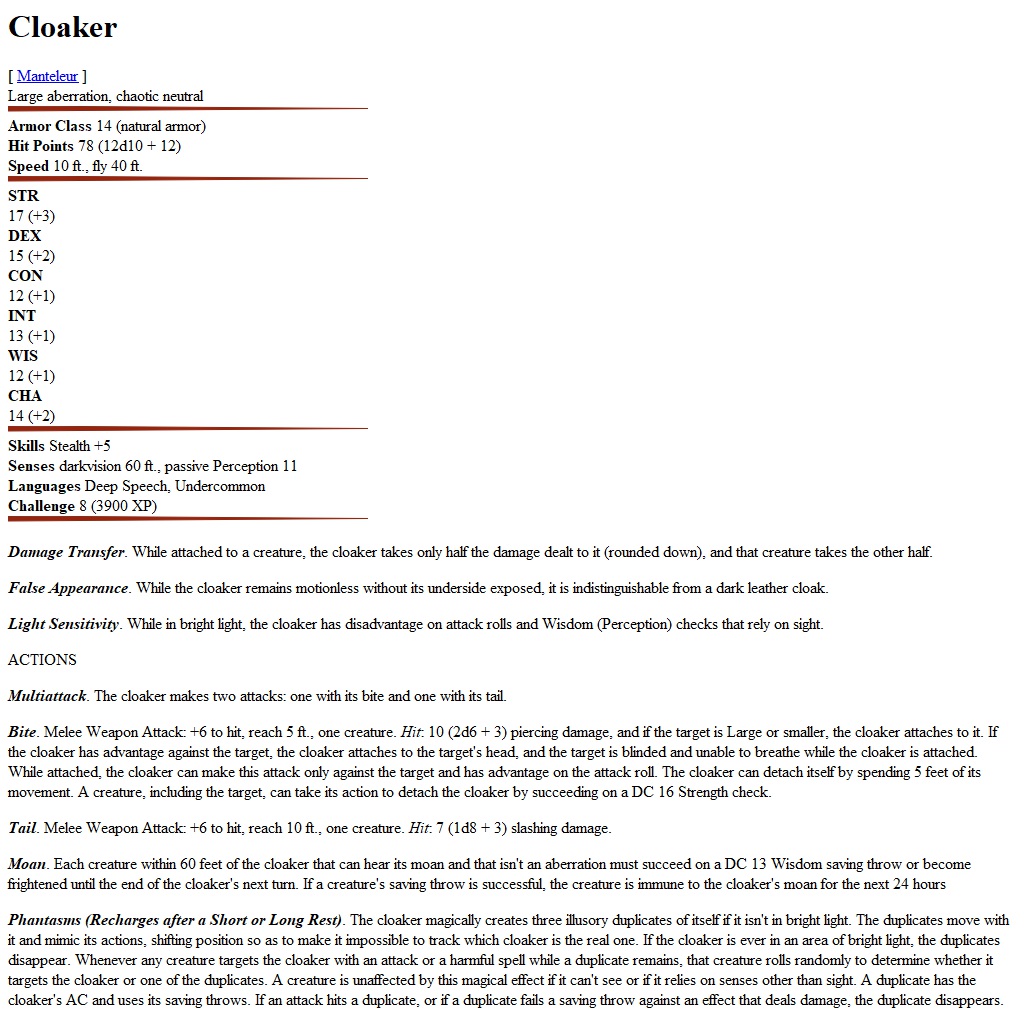 Cloaker
[ Manteleur ]
Large aberration, chaotic neutral
Armor Class 14 (natural armor)
Hit Points 78 (12d10 + 12)
Speed 10 ft., fly 40 ft.
STR
17 (+3)
DEX
15 (+2)
CON
12 (+1)
INT
13 (+1)
WIS
12 (+1)
CHA
14 (+2)
Skills Stealth +5
Senses darkvision 60 ft., passive Perception 11
Languages Deep Speech, Undercommon
Challenge 8 (3900 XP)
Damage Transfer. While attached to a creature, the cloaker takes only half the damage dealt to it (rounded down), and that creature takes the other half.
False Appearance. While the cloaker remains motionless without its underside exposed, it is indistinguishable from a dark leather cloak.
Light Sensitivity. While in bright light, the cloaker has disadvantage on attack rolls and Wisdom (Perception) checks that rely on sight.
ACTIONS
Multiattack. The cloaker makes two attacks: one with its bite and one with its tail.
Bite. Melee Weapon Attack: +6 to hit, reach 5 ft., one creature. Hit: 10 (2d6 + 3) piercing damage, and if the target is Large or smaller, the cloaker attaches to it. If
the cloaker has advantage against the target, the cloaker attaches to the target's head, and the target is blinded and unable to breathe while the cloaker is attached.
While attached, the cloaker can make this attack only against the target and has advantage on the attack roll. The cloaker can detach itself by spending 5 feet of its
movement. A creature, including the target, can take its action to detach the cloaker by succeeding on a DC 16 Strength check.
Tail. Melee Weapon Attack: +6 to hit, reach 10 ft., one creature. Hit: 7 (1d8 + 3) slashing damage.
Moan. Each creature within 60 feet of the cloaker that can hear its moan and that isn't an aberration must succeed on a DC 13 Wisdom saving throw or become
frightened until the end of the cloaker's next turn. If a creature's saving throw is successful, the creature is immune to the cloaker's moan for the next 24 hours
Phantasms (Recharges after a Short or Long Rest). The cloaker magically creates three illusory duplicates of itself if it isn't in bright light. The duplicates move with
it and mimic its actions, shifting position so as to make it impossible to track which cloaker is the real one. If the cloaker is ever in an area of bright light, the duplicates
disappear. Whenever any creature targets the cloaker with an attack or a harmful spell while a duplicate remains, that creature rolls randomly to determine whether it
targets the cloaker or one of the duplicates. A creature is unaffected by this magical effect if it can't see or if it relies on senses other than sight. A duplicate has the
cloaker's AC and uses its saving throws. If an attack hits a duplicate, or if a duplicate fails a saving throw against an effect that deals damage, the duplicate disappears.